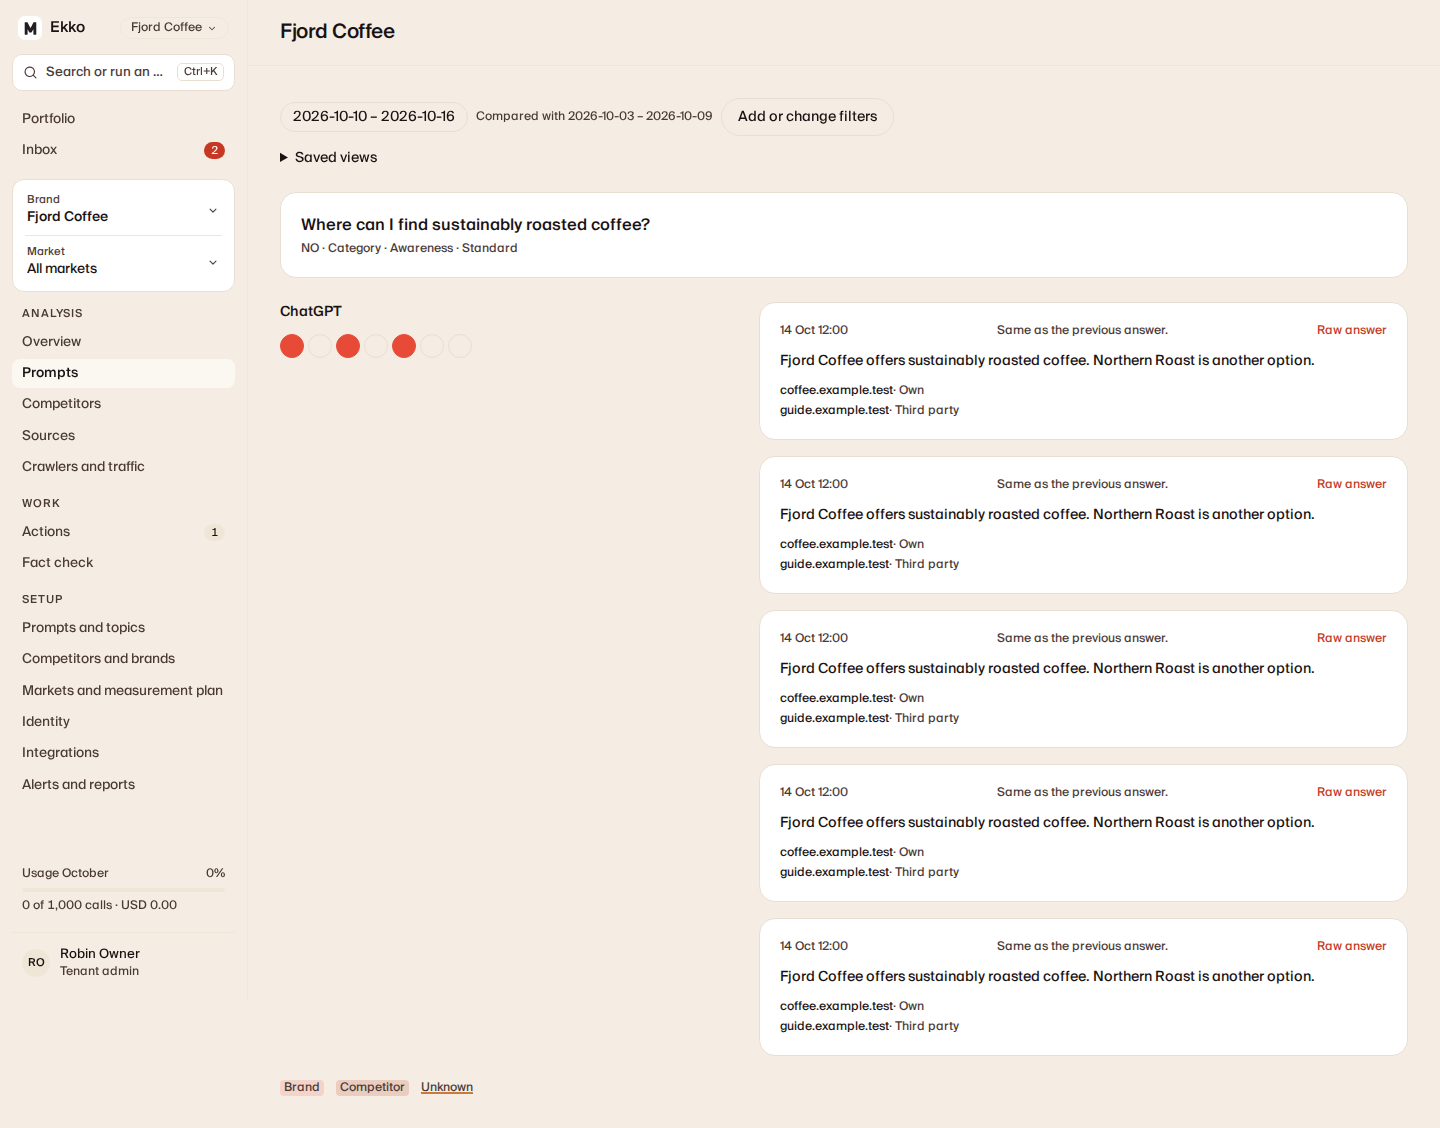 Ekko
Fjord Coffee
Search or run an ...
Ctrl+K
Portfolio
Inbox
2
Brand
Fjord Coffee
Market
All markets
ANALYSIS
Overview
Prompts
Competitors
Sources
Crawlers and traffic
WORK
Actions
1
Fact check
SETUP
Prompts and topics
Competitors and brands
Markets and measurement plan
Identity
Integrations
Alerts and reports
Usage October
0%
0 of 1,000 calls · USD 0.00
RO
Robin Owner
Tenant admin
Fjord Coffee
2026-10-10 – 2026-10-16
Compared with 2026-10-03 – 2026-10-09
Add or change filters
Saved views
Where can I find sustainably roasted coffee?
NO · Category · Awareness · Standard
ChatGPT
14 Oct 12:00
Same as the previous answer.
Raw answer
Fjord Coffee offers sustainably roasted coffee. Northern Roast is another option.
coffee.example.test· Own
guide.example.test· Third party
14 Oct 12:00
Same as the previous answer.
Raw answer
Fjord Coffee offers sustainably roasted coffee. Northern Roast is another option.
coffee.example.test· Own
guide.example.test· Third party
14 Oct 12:00
Same as the previous answer.
Raw answer
Fjord Coffee offers sustainably roasted coffee. Northern Roast is another option.
coffee.example.test· Own
guide.example.test· Third party
14 Oct 12:00
Same as the previous answer.
Raw answer
Fjord Coffee offers sustainably roasted coffee. Northern Roast is another option.
coffee.example.test· Own
guide.example.test· Third party
14 Oct 12:00
Same as the previous answer.
Raw answer
Fjord Coffee offers sustainably roasted coffee. Northern Roast is another option.
coffee.example.test· Own
guide.example.test· Third party
Brand
Competitor
Unknown